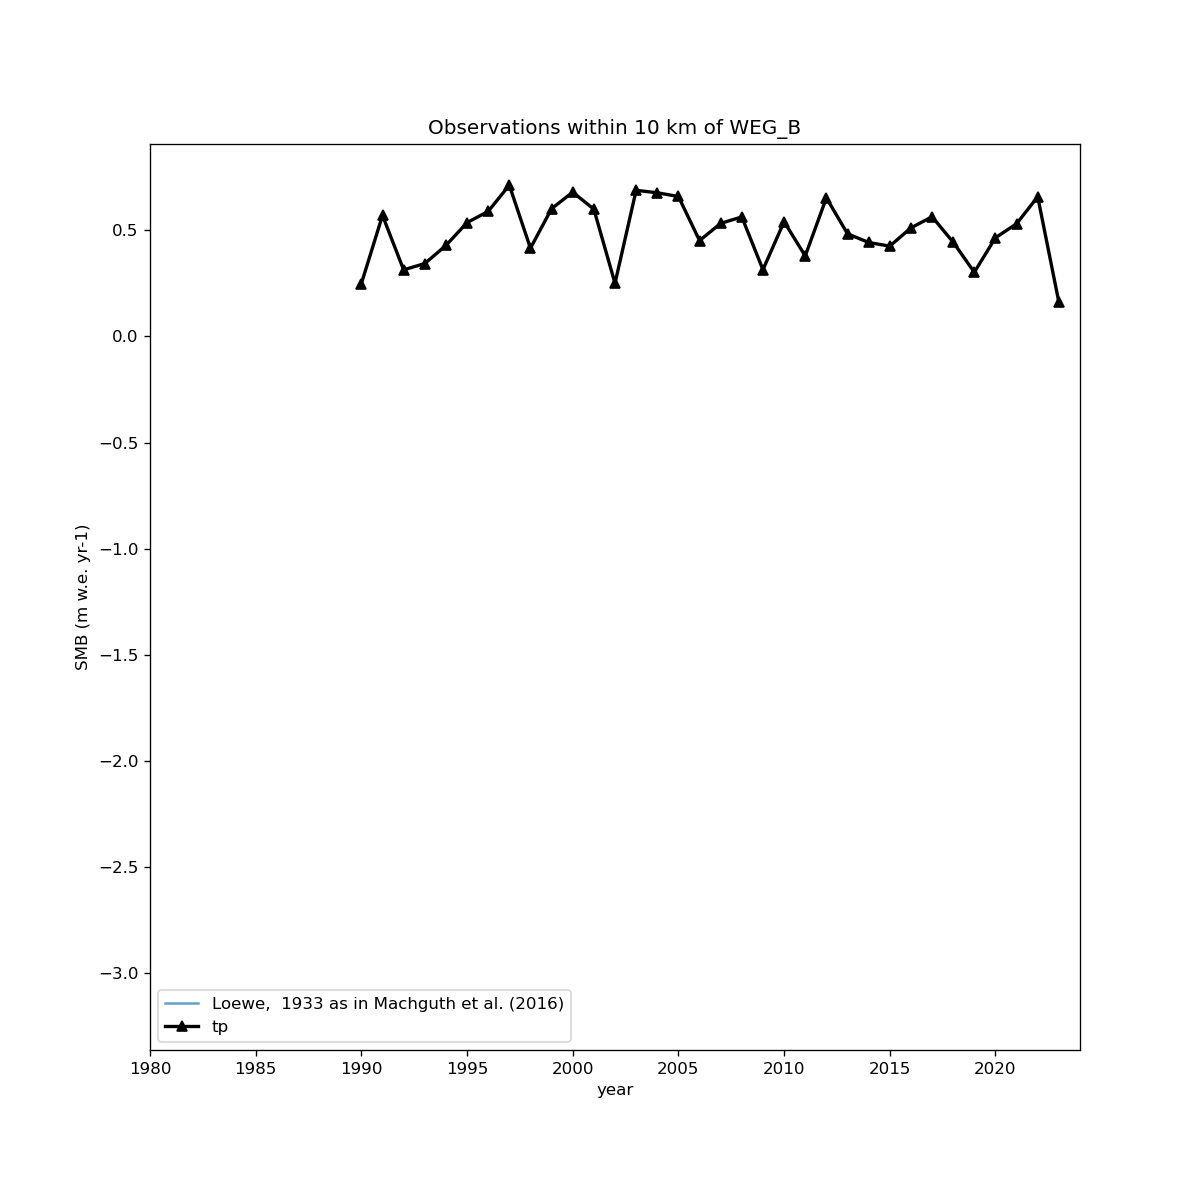 Observations within 10 km of WEG_B
SMB (m w.e. yr-1)
0.5
0.0
−0.5
−1.0
−1.5
−2.0
−2.5
−3.0
Loewe,  1933 as in Machguth et al. (2016)
tp
1980 1985 1990 1995 2000 2005 2010 2015 2020
year